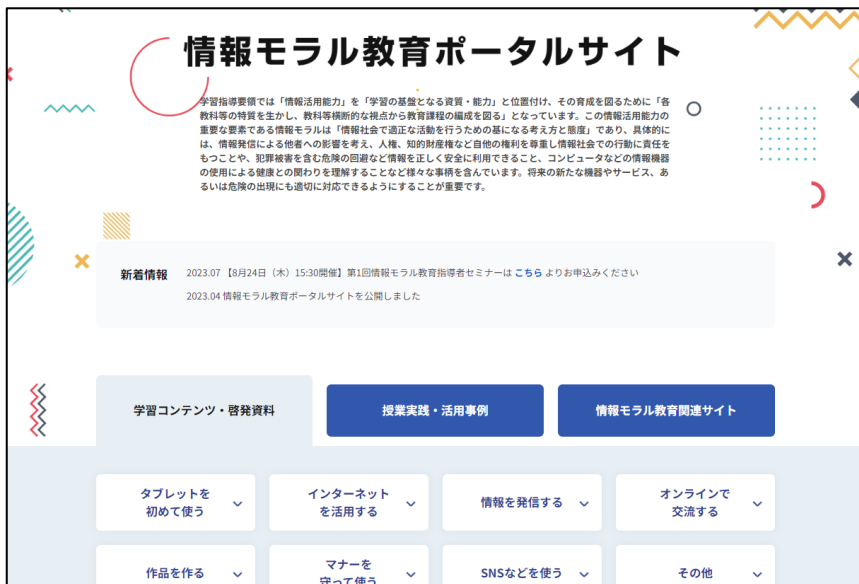 情報モラル教育ポータルサイト
学習指導要領では「情報活用能力」を「学習の基盤となる資質・能力」と位置付け、その育成を図るために「各
教科等の特質を生かし、教科等横断的な視点から教育課程の編成を図る」となっています。この情報活用能力の
重要な要素である情報モラルは「情報社会で適正な活動を行うための基になる考え方と態度」であり、具体的に
は、情報発信による他者への影響を考え、人権、知的財産権など自他の権利を尊重し情報社会での行動に責任を
もつことや、犯罪被害を含む危険の回避など情報を正しく安全に利用できること、コンピュータなどの情報機器
の使用による健康との関わりを理解することなど様々な事柄を含んでいます。将来の新たな機器やサービス、あ
るいは危険の出現にも適切に対応できるようにすることが重要です。
新着情報
2023.07 【8月24日（木）15:30開催】第1回情報モラル教育指導者セミナーは こちら よりお申込みください
2023.04 情報モラル教育ポータルサイトを公開しました
学習コンテンツ・啓発資料
授業実践・活用事例
情報モラル教育関連サイト
タブレットを
初めて使う
インターネット
を活用する
情報を発信する
オンラインで
交流する
作品を作る
マナーを
守って使う
SNSなどを使う
その他